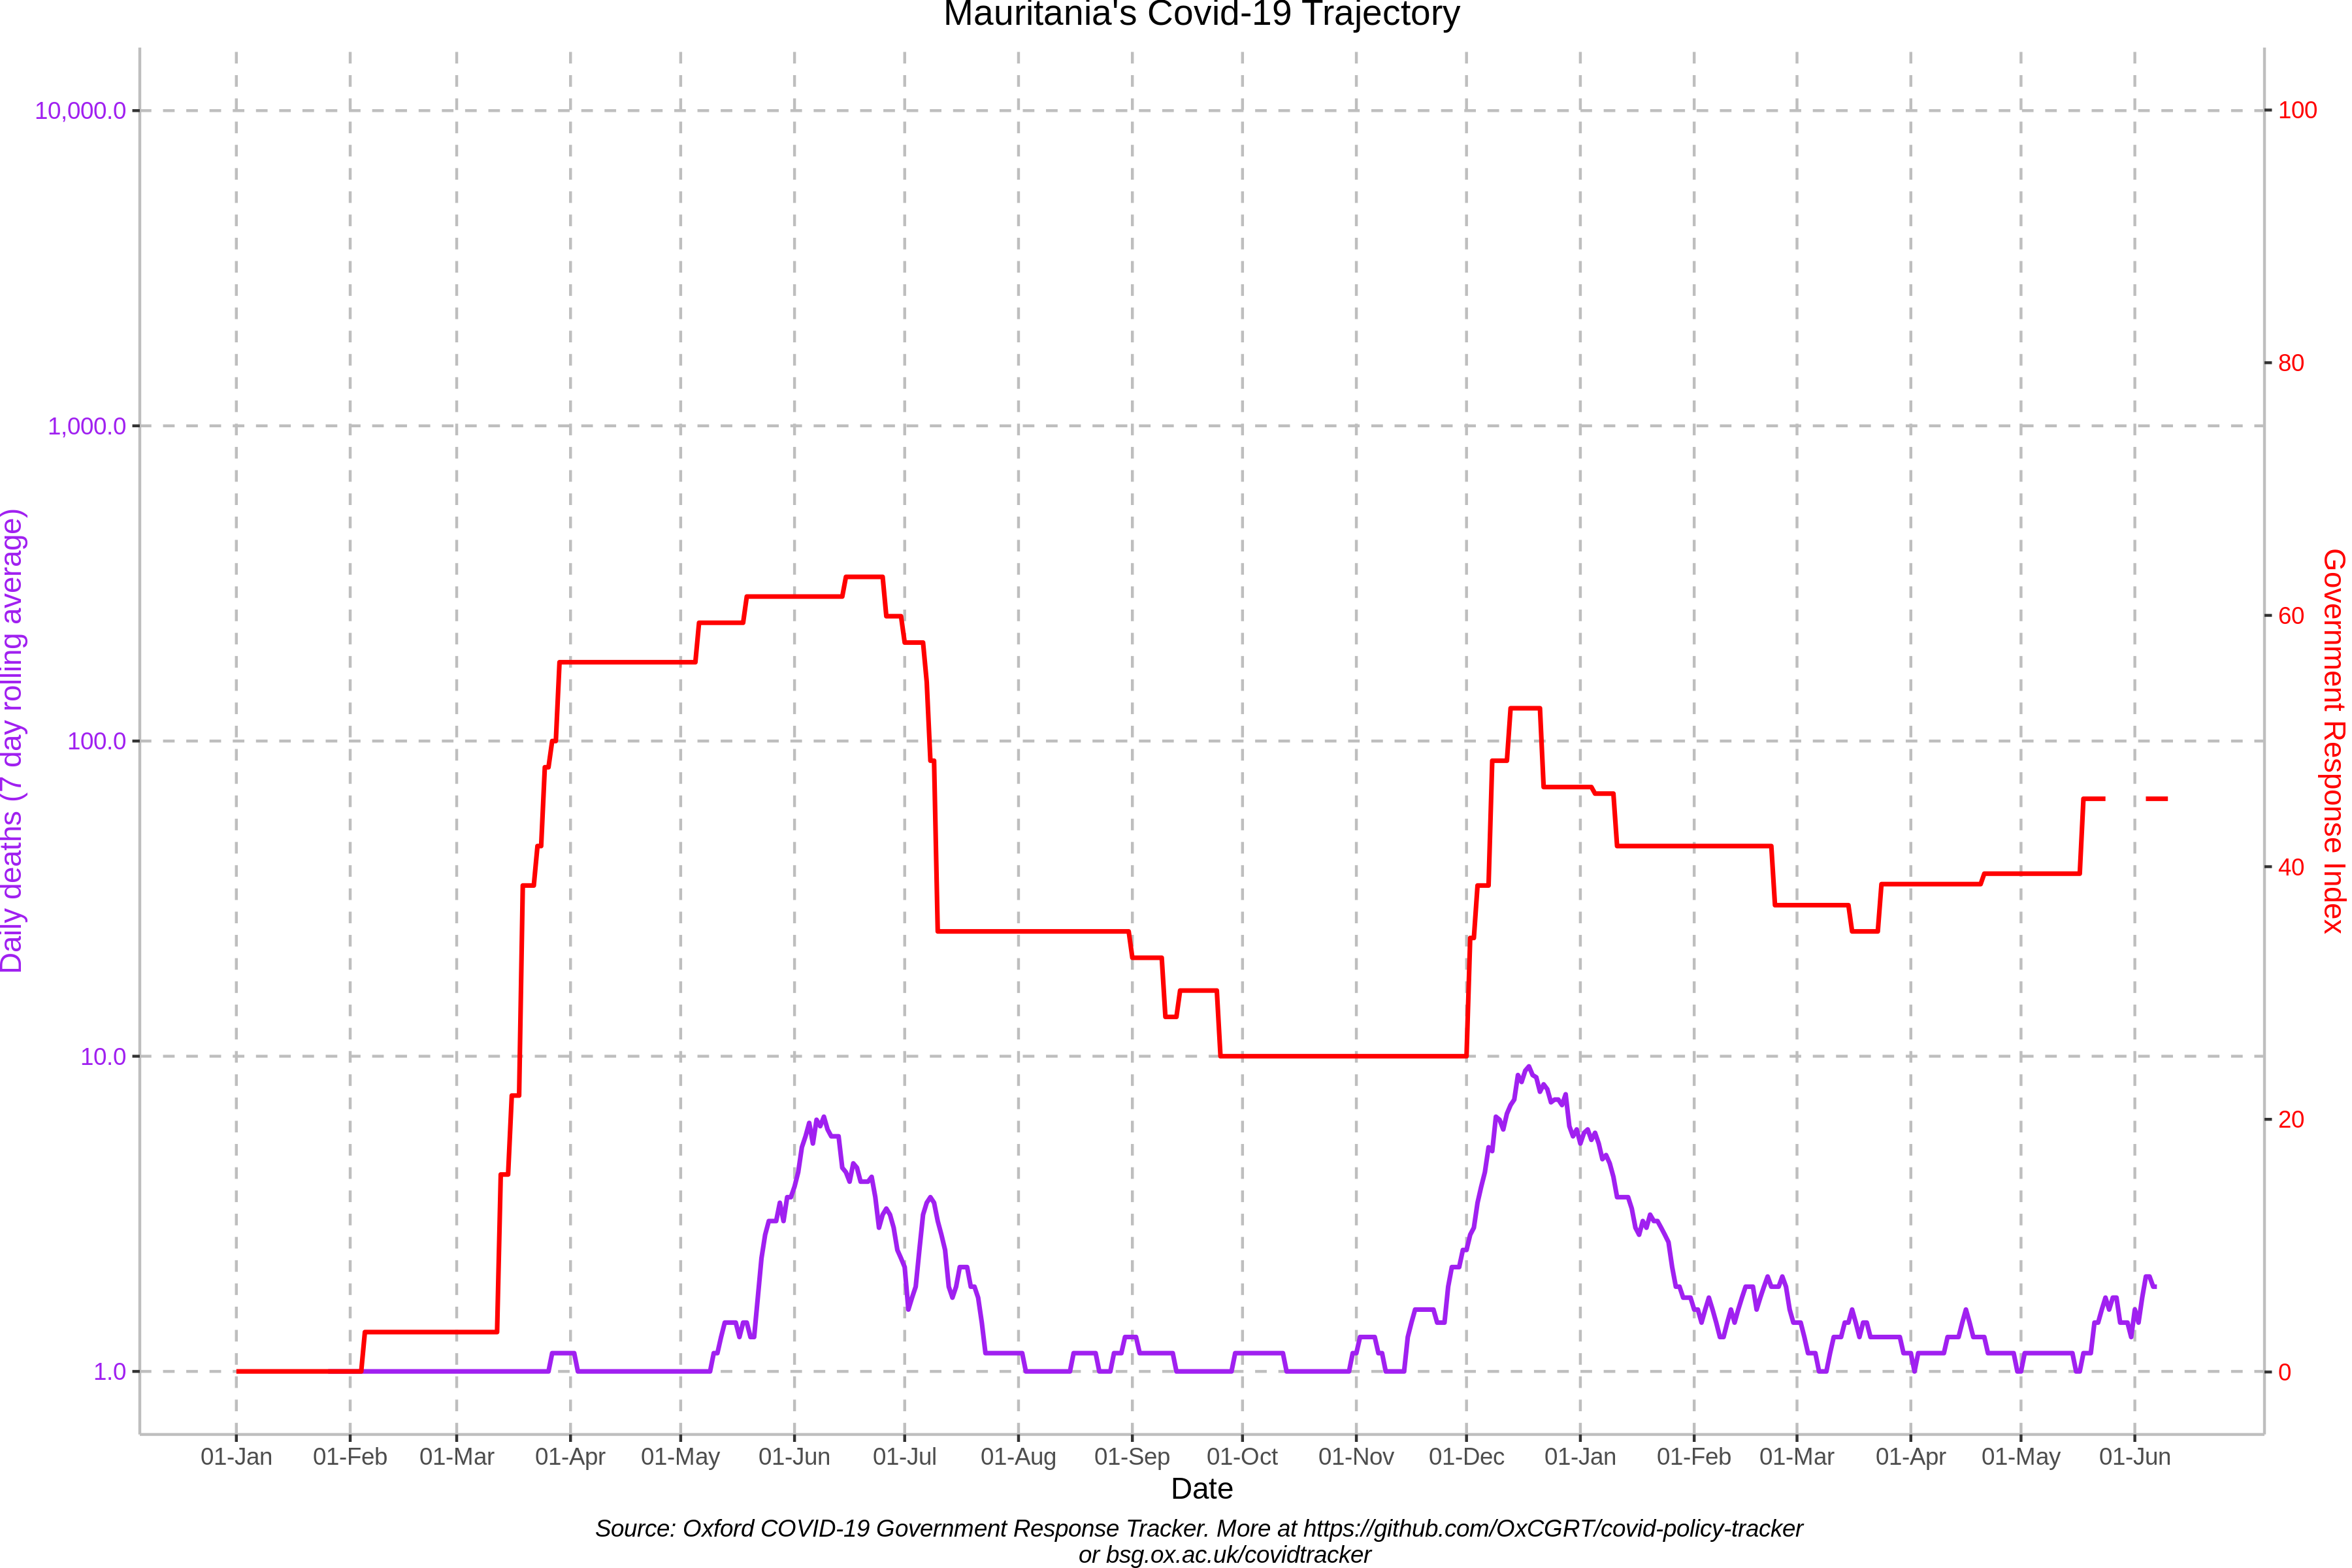 Mauritania's Covid-19 Trajectory
10,000.0
1,000.0
100.0
10.0
1.0
Daily deaths (7 day rolling average)
100
80
60
40
20
0
Government Response Index
01-Jan 01-Feb 01-Mar 01-Apr 01-May 01-Jun 01-Jul 01-Aug 01-Sep 01-Oct 01-Nov 01-Dec 01-Jan 01-Feb 01-Mar 01-Apr 01-May 01-Jun
Date
Source: Oxford COVID-19 Government Response Tracker. More at https://github.com/OxCGRT/covid-policy-tracker
or bsg.ox.ac.uk/covidtracker